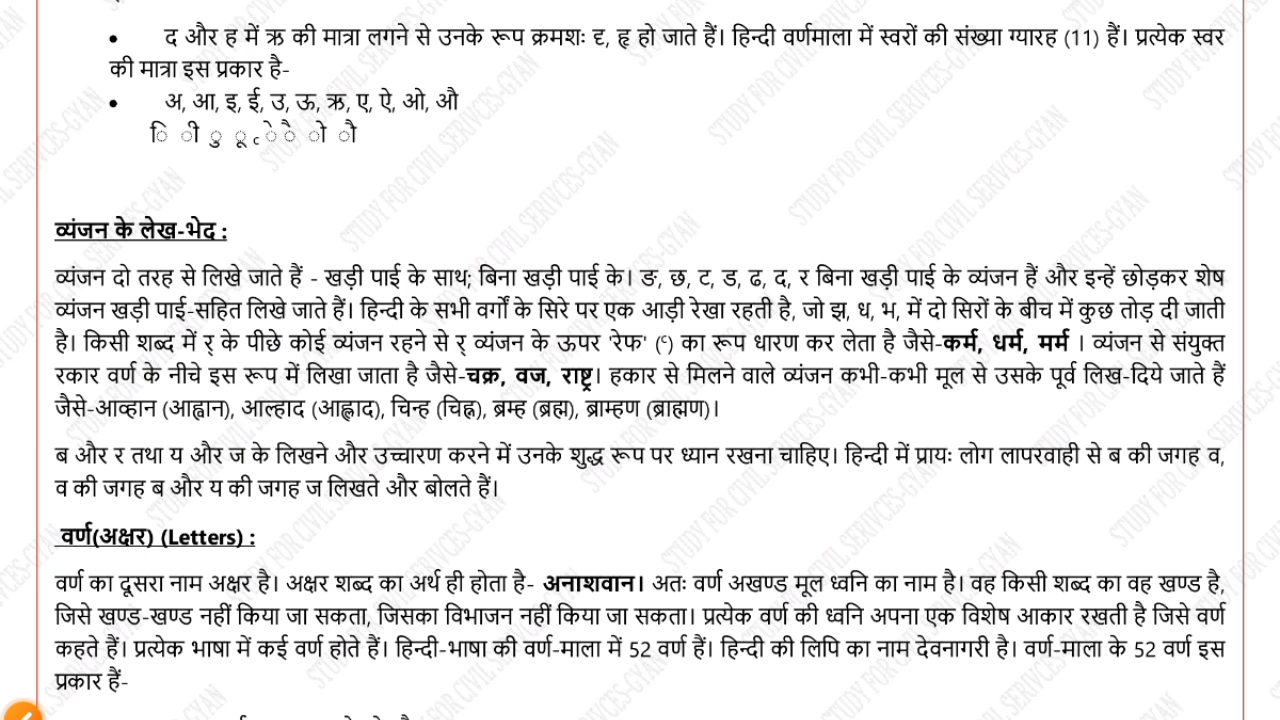 • द और ह में ऋ की मात्रा लगने से उनके रूप क्रमशः दृ, हृ हो जाते हैं। हिन्दी वर्णमाला में स्वरों की संख्या ग्यारह (11) हैं। प्रत्येक स्वर
की मात्रा इस प्रकार है-
• अ, आ, इ, ई, उ, ऊ, ऋ, ए, ऐ, ओ, औ
ि ी ु ू ृ े ै ो ौ
व्यंजन के लेख-भेद :
व्यंजन दो तरह से लिखे जाते हैं - खड़ी पाई के साथ; बिना खड़ी पाई के। ङ, छ, ट, ड, ढ, द, र बिना खड़ी पाई के व्यंजन हैं और इन्हें छोड़कर शेष
व्यंजन खड़ी पाई-सहित लिखे जाते हैं। हिन्दी के सभी वर्गों के सिरे पर एक आड़ी रेखा रहती है, जो झ, ध, भ, में दो सिरों के बीच में कुछ तोड़ दी जाती
है। किसी शब्द में र् के पीछे कोई व्यंजन रहने से र् व्यंजन के ऊपर 'रेफ' (र्) का रूप धारण कर लेता है जैसे-कर्म, धर्म, मर्म । व्यंजन से संयुक्त
रकार वर्ण के नीचे इस रूप में लिखा जाता है जैसे-चक्र, वज, राष्ट्र। हकार से मिलने वाले व्यंजन कभी-कभी मूल से उसके पूर्व लिख-दिये जाते हैं
जैसे-आव्हान (आह्वान), आल्हाद (आह्लाद), चिन्ह (चिह्न), ब्रम्ह (ब्रह्म), ब्राम्हण (ब्राह्मण)।
ब और र तथा य और ज के लिखने और उच्चारण करने में उनके शुद्ध रूप पर ध्यान रखना चाहिए। हिन्दी में प्रायः लोग लापरवाही से ब की जगह व,
व की जगह ब और य की जगह ज लिखते और बोलते हैं।
वर्ण(अक्षर) (Letters) :
वर्ण का दूसरा नाम अक्षर है। अक्षर शब्द का अर्थ ही होता है- अनाशवान। अतः वर्ण अखण्ड मूल ध्वनि का नाम है। वह किसी शब्द का वह खण्ड है,
जिसे खण्ड-खण्ड नहीं किया जा सकता, जिसका विभाजन नहीं किया जा सकता। प्रत्येक वर्ण की ध्वनि अपना एक विशेष आकार रखती है जिसे वर्ण
कहते हैं। प्रत्येक भाषा में कई वर्ण होते हैं। हिन्दी-भाषा की वर्ण-माला में 52 वर्ण हैं। हिन्दी की लिपि का नाम देवनागरी है। वर्ण-माला के 52 वर्ण इस
प्रकार हैं-
STUDY FOR CIVIL SERIVCES-GYAN